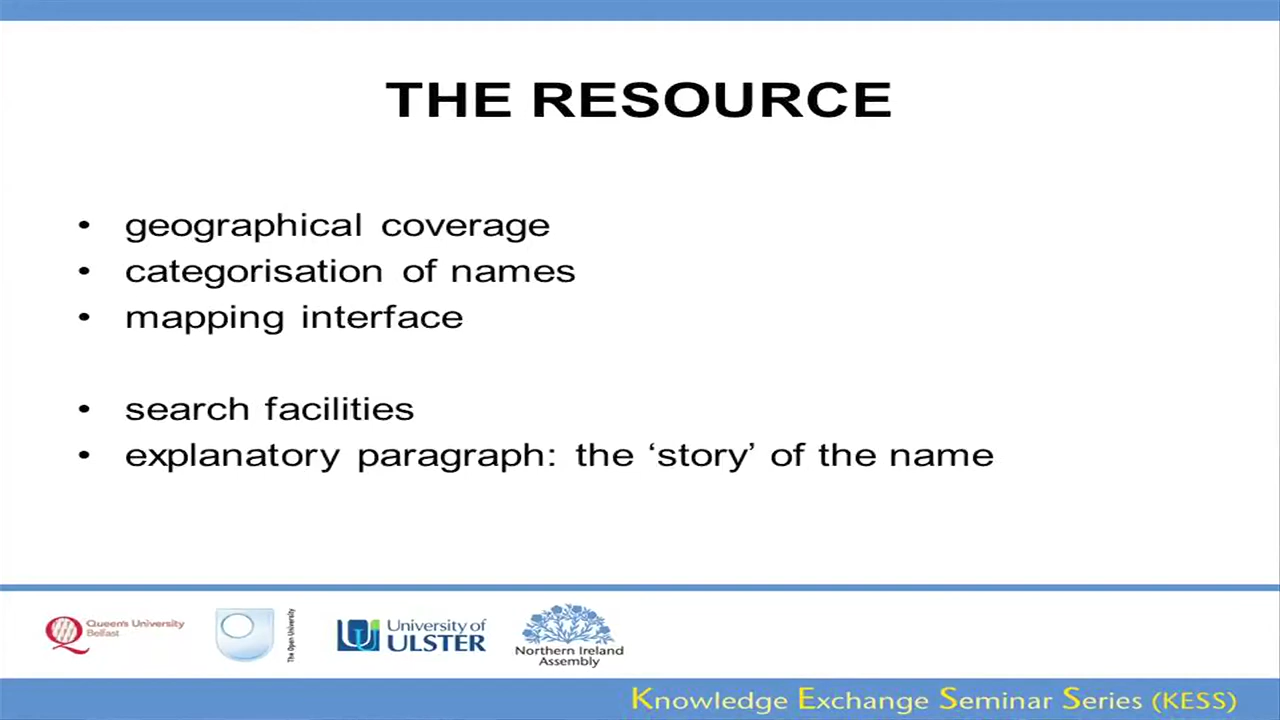 THE RESOURCE
• geographical coverage
• categorisation of names
• mapping interface
• search facilities
• explanatory paragraph: the ‘story’ of the name
Queen's University
Belfast
The Open University
University of
ULSTER
Northern Ireland
Assembly
Knowledge Exchange Seminar Series (KESS)